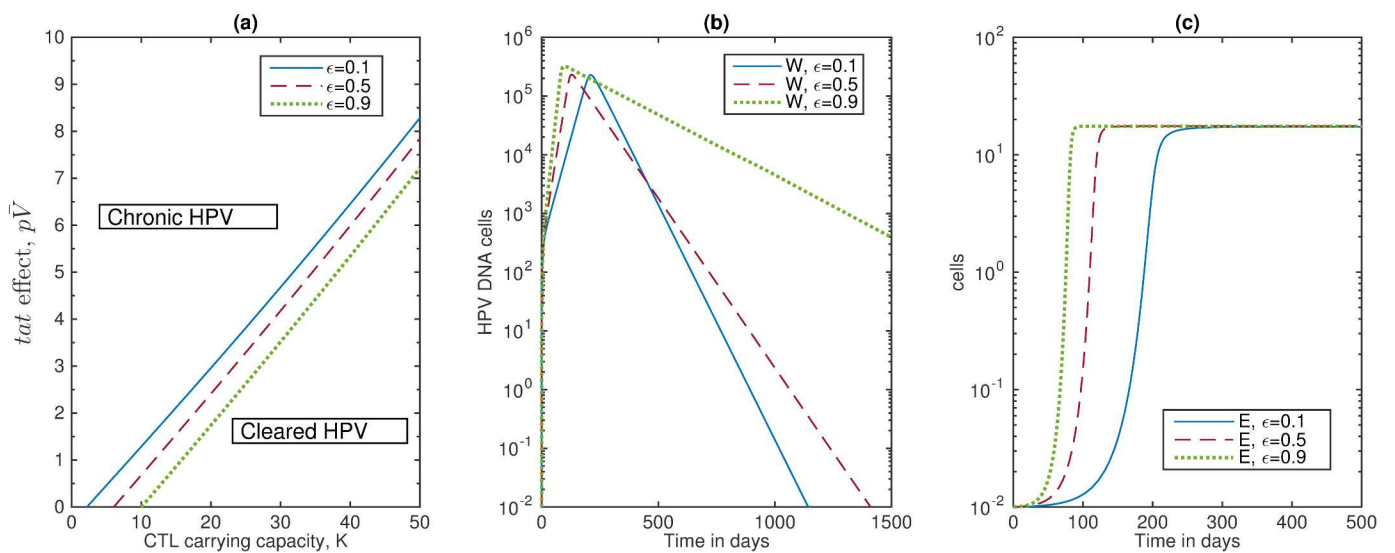 (a)
10
9
8
7
6
5
4
3
2
1
0
tat effect, pV̄
ϵ=0.1
ϵ=0.5
ϵ=0.9
Chronic HPV
Cleared HPV
0 10 20 30 40 50
CTL carrying capacity, K
(b)
10^6
10^5
10^4
10^3
10^2
10^1
10^0
10^-1
10^-2
HPV DNA cells
W, ϵ=0.1
W, ϵ=0.5
W, ϵ=0.9
0 500 1000 1500
Time in days
(c)
10^2
10^1
10^0
10^-1
10^-2
cells
E, ϵ=0.1
E, ϵ=0.5
E, ϵ=0.9
0 100 200 300 400 500
Time in days